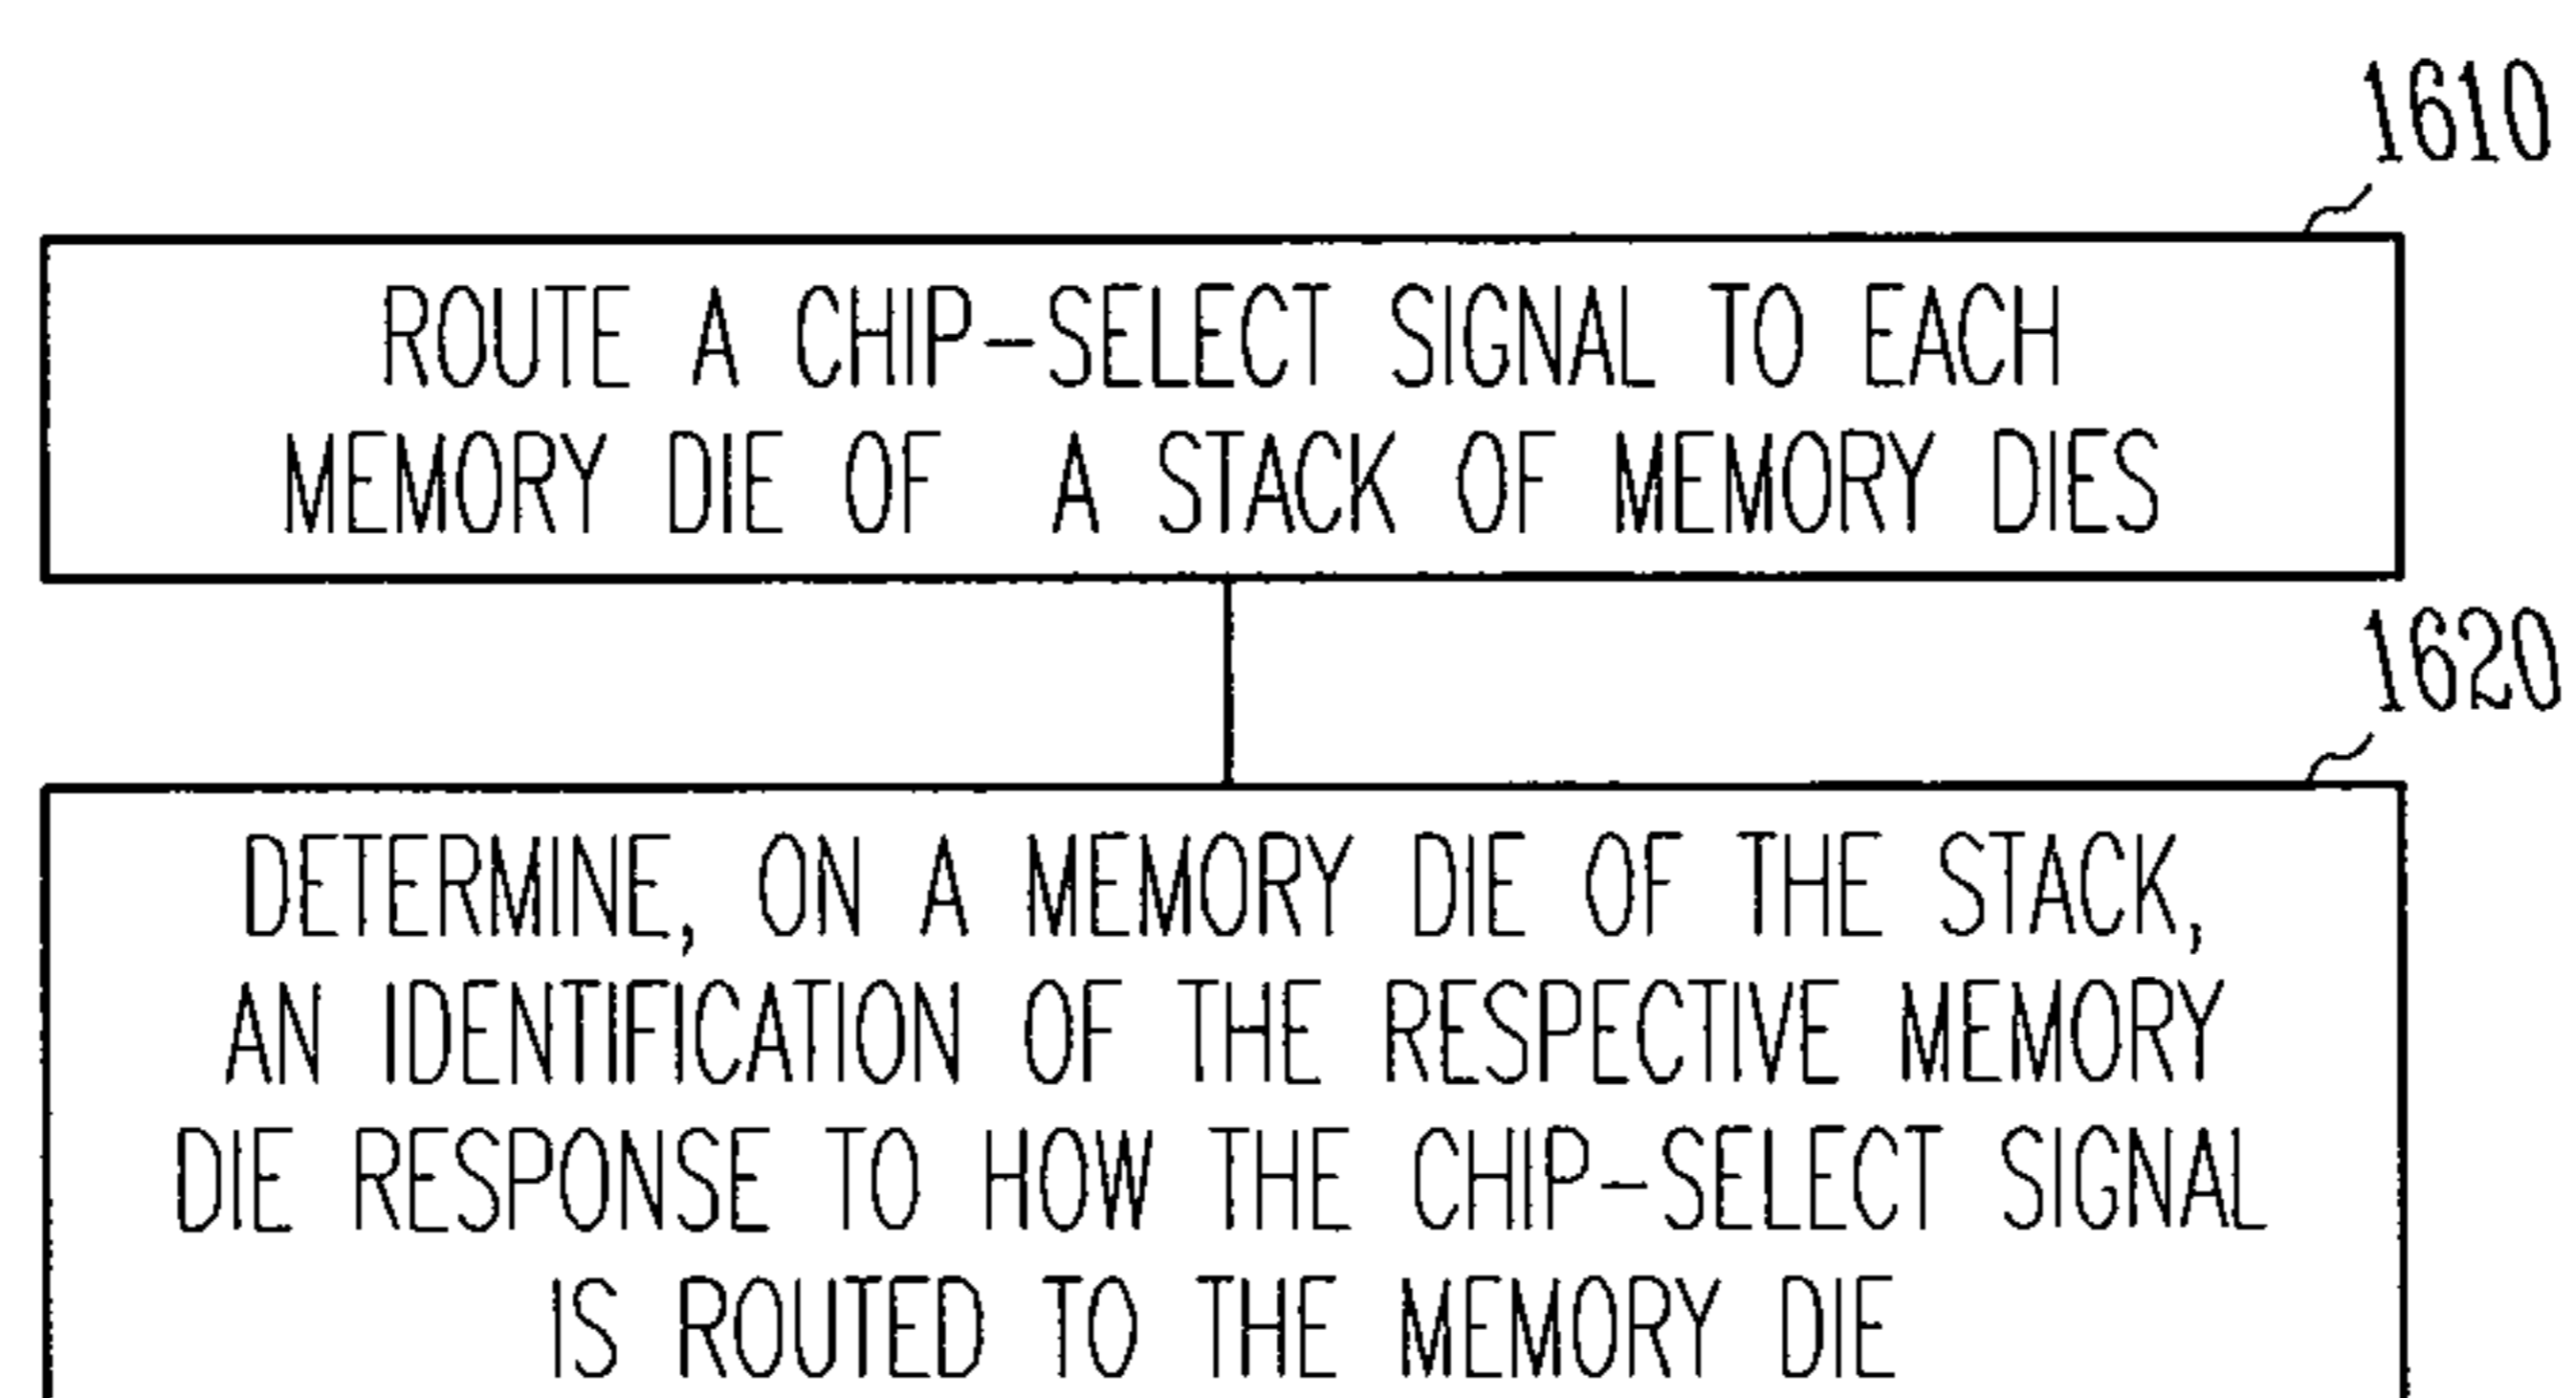 1610
ROUTE A CHIP-SELECT SIGNAL TO EACH
MEMORY DIE OF A STACK OF MEMORY DIES
1620
DETERMINE, ON A MEMORY DIE OF THE STACK,
AN IDENTIFICATION OF THE RESPECTIVE MEMORY
DIE RESPONSE TO HOW THE CHIP-SELECT SIGNAL
IS ROUTED TO THE MEMORY DIE